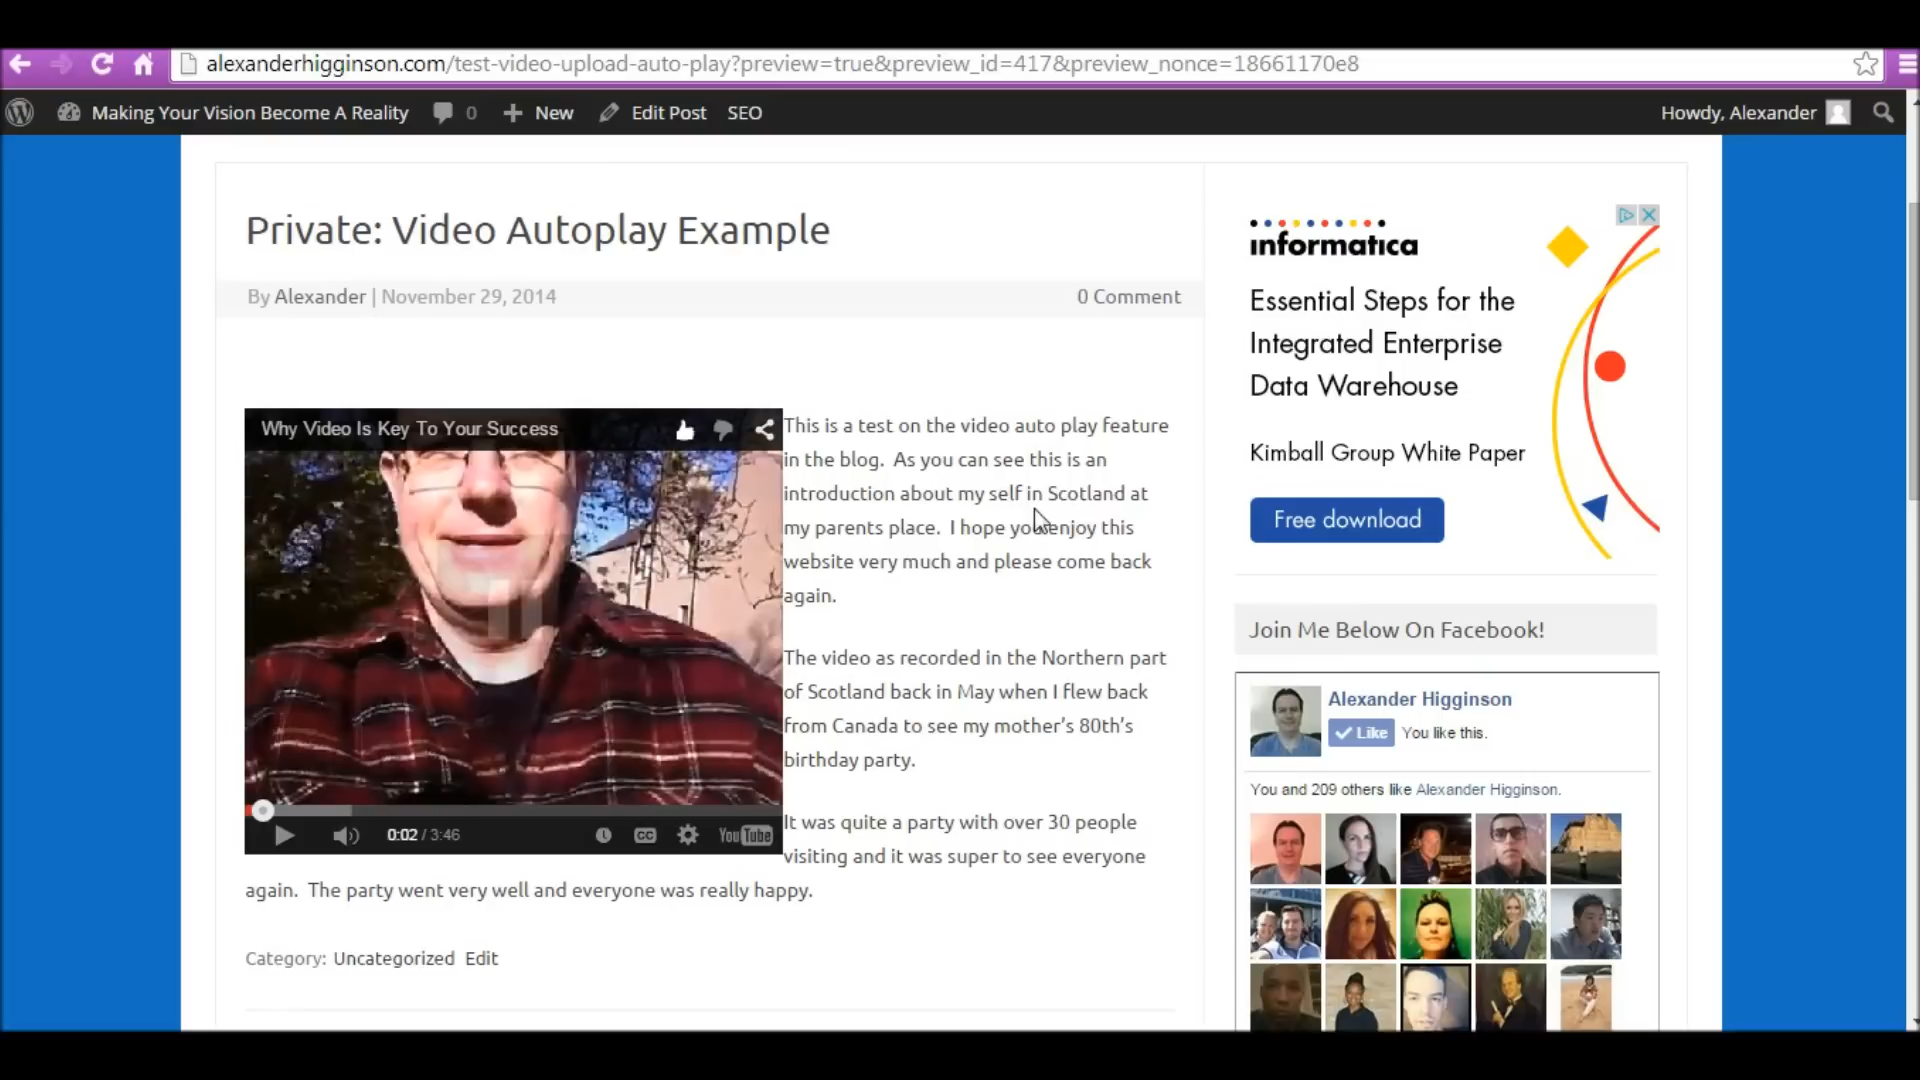 alexanderhigginson.com/test-video-upload-auto-play?preview=true&preview_id=417&preview_nonce=18661170e8
Making Your Vision Become A Reality 0 New Edit Post SEO Howdy, Alexander
Private: Video Autoplay Example
By Alexander | November 29, 2014
0 Comment
Why Video Is Key To Your Success
0:02 / 3:46
CC
YouTube
This is a test on the video auto play feature
in the blog. As you can see this is an
introduction about my self in Scotland at
my parents place. I hope you enjoy this
website very much and please come back
again.
The video as recorded in the Northern part
of Scotland back in May when I flew back
from Canada to see my mother's 80th's
birthday party.
It was quite a party with over 30 people
visiting and it was super to see everyone
again. The party went very well and everyone was really happy.
Category: Uncategorized Edit
informatica
Essential Steps for the
Integrated Enterprise
Data Warehouse
Kimball Group White Paper
Free download
Join Me Below On Facebook!
Alexander Higginson
Like You like this.
You and 209 others like Alexander Higginson.